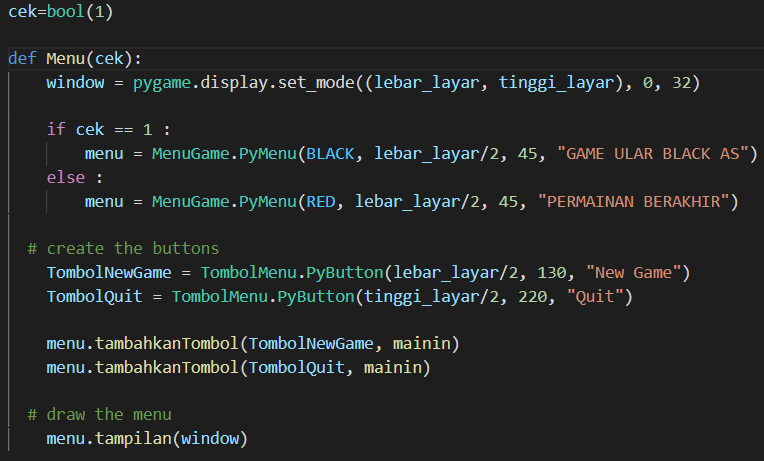 cek=bool(1)
def Menu(cek):
window = pygame.display.set_mode((lebar_layar, tinggi_layar), 0, 32)
if cek == 1 :
menu = MenuGame.PyMenu(BLACK, lebar_layar/2, 45, "GAME ULAR BLACK AS")
else :
menu = MenuGame.PyMenu(RED, lebar_layar/2, 45, "PERMAINAN BERAKHIR")
# create the buttons
TombolNewGame = TombolMenu.PyButton(lebar_layar/2, 130, "New Game")
TombolQuit = TombolMenu.PyButton(tinggi_layar/2, 220, "Quit")
menu.tambahkanTombol(TombolNewGame, mainin)
menu.tambahkanTombol(TombolQuit, mainin)
# draw the menu
menu.tampilan(window)